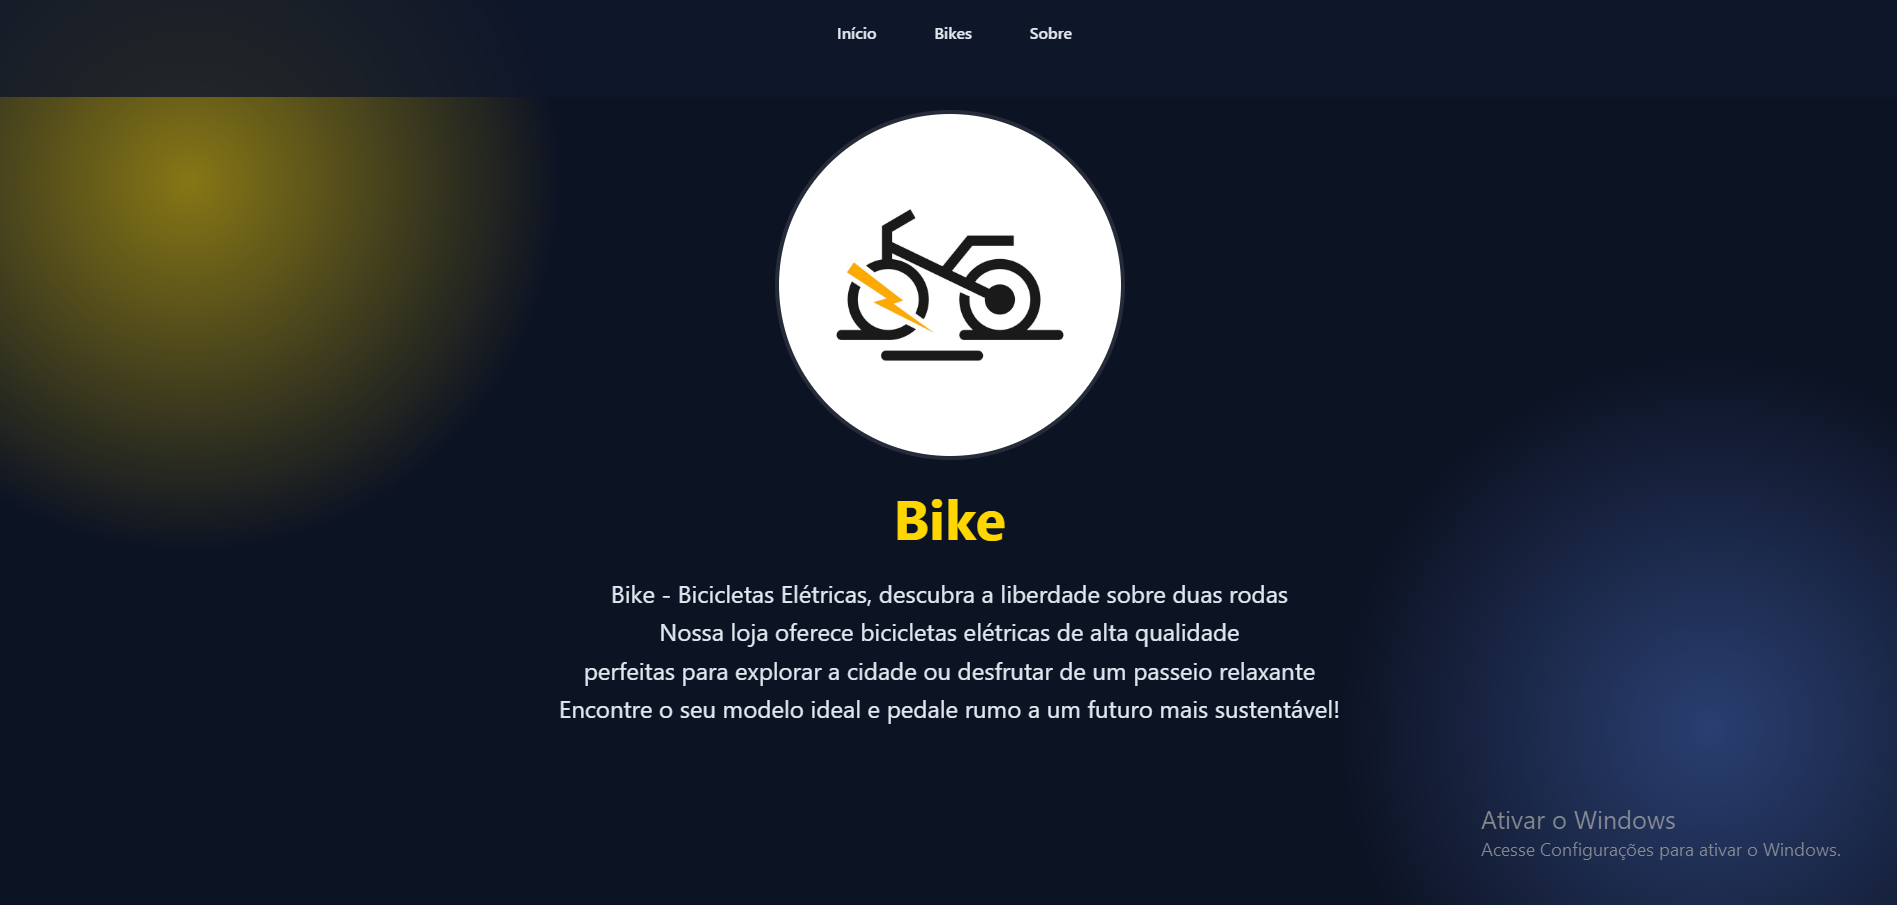 Início Bikes Sobre
Bike
Bike - Bicicletas Elétricas, descubra a liberdade sobre duas rodas
Nossa loja oferece bicicletas elétricas de alta qualidade
perfeitas para explorar a cidade ou desfrutar de um passeio relaxante
Encontre o seu modelo ideal e pedale rumo a um futuro mais sustentável!
Ativar o Windows
Acesse Configurações para ativar o Windows.